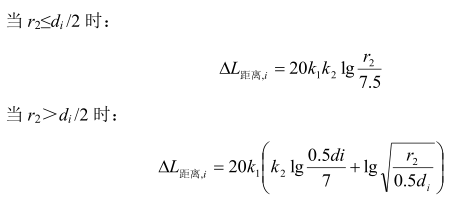 当 r₂≤dᵢ/2 时：
ΔL距离,i = 20k₁k₂ lg r₂/7.5
当 r₂＞dᵢ/2 时：
ΔL距离,i = 20k₁(k₂ lg 0.5di/7 + lg √(r₂/0.5dᵢ))